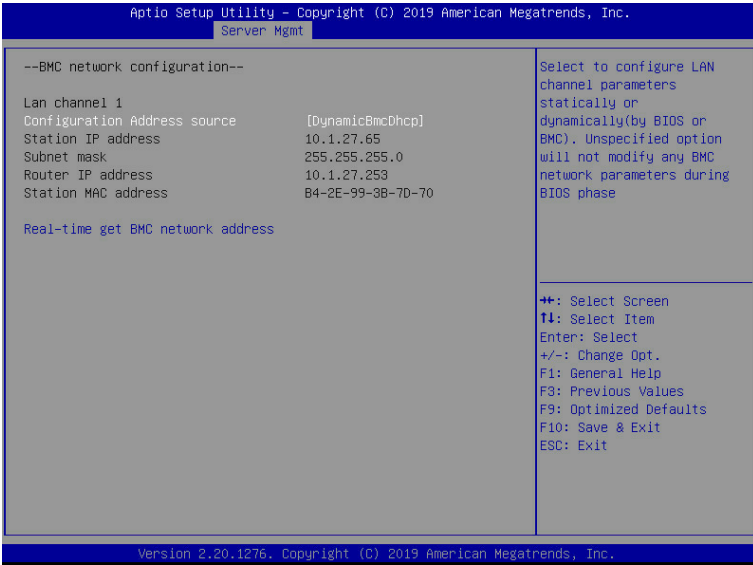 Aptio Setup Utility – Copyright (C) 2019 American Megatrends, Inc.
Server Mgmt
--BMC network configuration--
Lan channel 1
Configuration Address source [DynamicBmcDhcp]
Station IP address 10.1.27.65
Subnet mask 255.255.255.0
Router IP address 10.1.27.253
Station MAC address B4-2E-99-3B-7D-70
Real-time get BMC network address
Select to configure LAN
channel parameters
statically or
dynamically(by BIOS or
BMC). Unspecified option
will not modify any BMC
network parameters during
BIOS phase
→←: Select Screen
↑↓: Select Item
Enter: Select
+/-: Change Opt.
F1: General Help
F3: Previous Values
F9: Optimized Defaults
F10: Save & Exit
ESC: Exit
Version 2.20.1276. Copyright (C) 2019 American Megatrends, Inc.